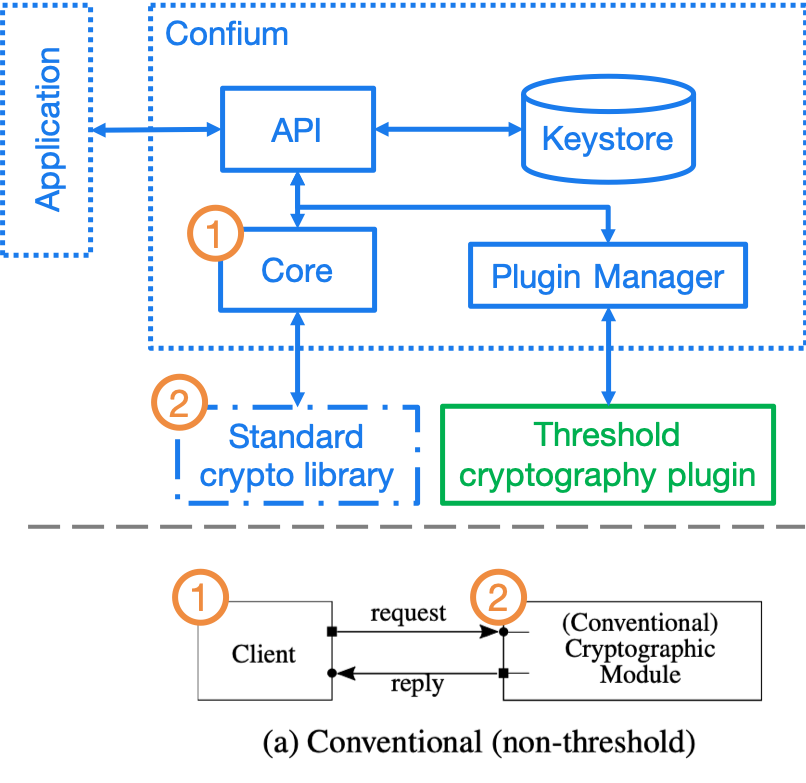 Confium
Application
API
Keystore
1
Core
Plugin Manager
2
Standard
crypto library
Threshold
cryptography plugin
1
2
Client
request
reply
(Conventional)
Cryptographic
Module
(a) Conventional (non-threshold)